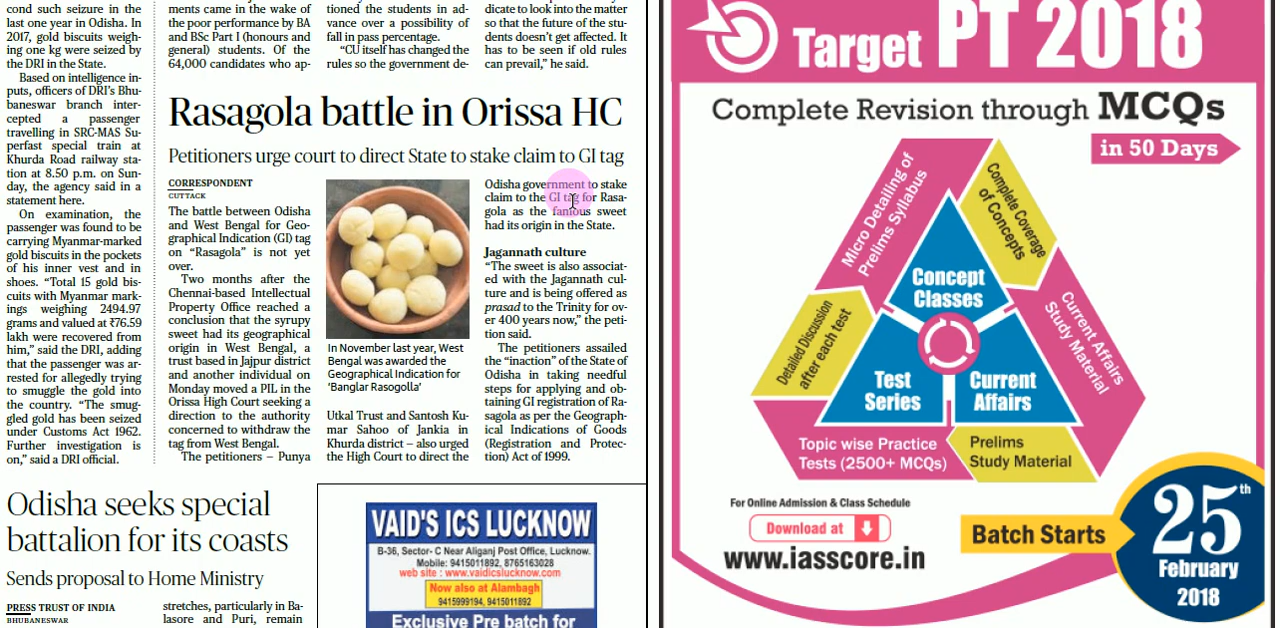 cond such seizure in the
last one year in Odisha. In
2017, gold biscuits weigh-
ing one kg were seized by
the DRI in the State.
Based on intelligence in-
puts, officers of DRI's Bhu-
baneswar branch inter-
cepted a passenger
travelling in SRC-MAS Su-
perfast special train at
Khurda Road railway sta-
tion at 8.50 p.m. on Sun-
day, the agency said in a
statement here.
On examination, the
passenger was found to be
carrying Myanmar-marked
gold biscuits in the pockets
of his inner vest and in
shoes. “Total 15 gold bis-
cuits with Myanmar mark-
ings weighing 2494.97
grams and valued at ₹76.59
lakh were recovered from
him,” said the DRI, adding
that the passenger was ar-
rested for allegedly trying
to smuggle the gold into
the country. “The smug-
gled gold has been seized
under Customs Act 1962.
Further investigation is
on,” said a DRI official.
ments came in the wake of
the poor performance by BA
and BSc Part I (honours and
general) students. Of the
64,000 candidates who ap-
tioned the students in ad-
vance over a possibility of
fall in pass percentage.
“CU itself has changed the
rules so the government de-
dicate to look into the matter
so that the future of the stu-
dents doesn't get affected. It
has to be seen if old rules
can prevail,” he said.
Rasagola battle in Orissa HC
Petitioners urge court to direct State to stake claim to GI tag
CORRESPONDENT
CUTTACK
The battle between Odisha
and West Bengal for Geo-
graphical Indication (GI) tag
on “Rasagola” is not yet
over.
Two months after the
Chennai-based Intellectual
Property Office reached a
conclusion that the syrupy
sweet had its geographical
origin in West Bengal, a
trust based in Jajpur district
and another individual on
Monday moved a PIL in the
Orissa High Court seeking a
direction to the authority
concerned to withdraw the
tag from West Bengal.
The petitioners – Punya
In November last year, West
Bengal was awarded the
Geographical Indication for
‘Banglar Rasogolla’
Utkal Trust and Santosh Ku-
mar Sahoo of Jankia in
Khurda district – also urged
the High Court to direct the
Odisha government to stake
claim to the GI tag for Rasa-
gola as the famous sweet
had its origin in the State.
Jagannath culture
“The sweet is also associat-
ed with the Jagannath cul-
ture and is being offered as
prasad to the Trinity for ov-
er 400 years now,” the peti-
tion said.
The petitioners assailed
the “inaction” of the State of
Odisha in taking needful
steps for applying and ob-
taining GI registration of Ra-
sagola as per the Geograph-
ical Indications of Goods
(Registration and Protec-
tion) Act of 1999.
Odisha seeks special
battalion for its coasts
Sends proposal to Home Ministry
PRESS TRUST OF INDIA
BHUBANESWAR
stretches, particularly in Ba-
lasore and Puri, remain
VAID'S ICS LUCKNOW
B-36, Sector- C Near Aliganj Post Office, Lucknow.
Mobile: 9415011892, 8765163028
web site : www.vaidicslucknow.com
Now also at Alambagh
9415999194, 9415011892
Exclusive Pre batch for
Target PT 2018
Complete Revision through MCQs
in 50 Days
Micro Detailing of
Prelims Syllabus
Complete Coverage
of Concepts
Concept
Classes
Detailed Discussion
after each test
Current Affairs
Study Material
Test
Series
Current
Affairs
Topic wise Practice
Tests (2500+ MCQs)
Prelims
Study Material
For Online Admission & Class Schedule
Download at
www.iasscore.in
Batch Starts
25th
February
2018